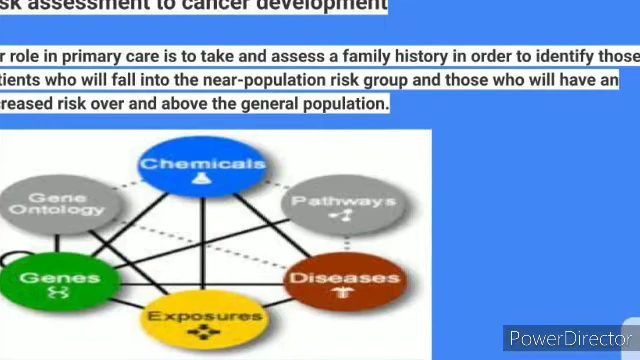 sk assessment to cancer development
r role in primary care is to take and assess a family history in order to identify those
tients who will fall into the near-population risk group and those who will have an
creased risk over and above the general population.
Chemicals
Gene
Ontology
Pathways
Genes
Diseases
Exposures
PowerDirector